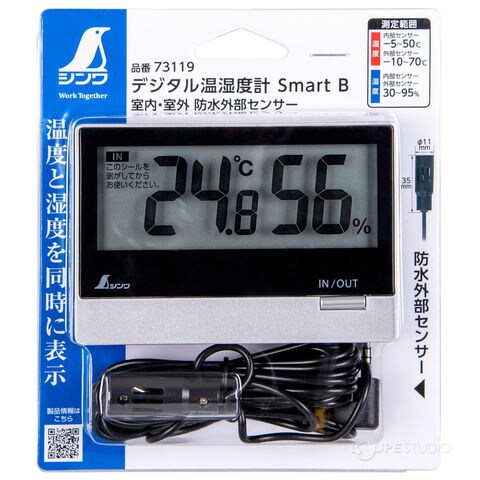 シンワ
Work Together
品番 73119
デジタル温湿度計 Smart B
室内・室外 防水外部センサー
測定範囲
温度
内部センサー
-5~50℃
外部センサー
-10~70℃
湿度
内部・外部センサー
30~95%
温度と湿度を同時に表示
IN
このシールを
剥がしてから
お使いください。
24.8℃ 56%
シンワ
IN/OUT
φ11
mm
35
mm
防水外部センサー
製品情報は
こちら